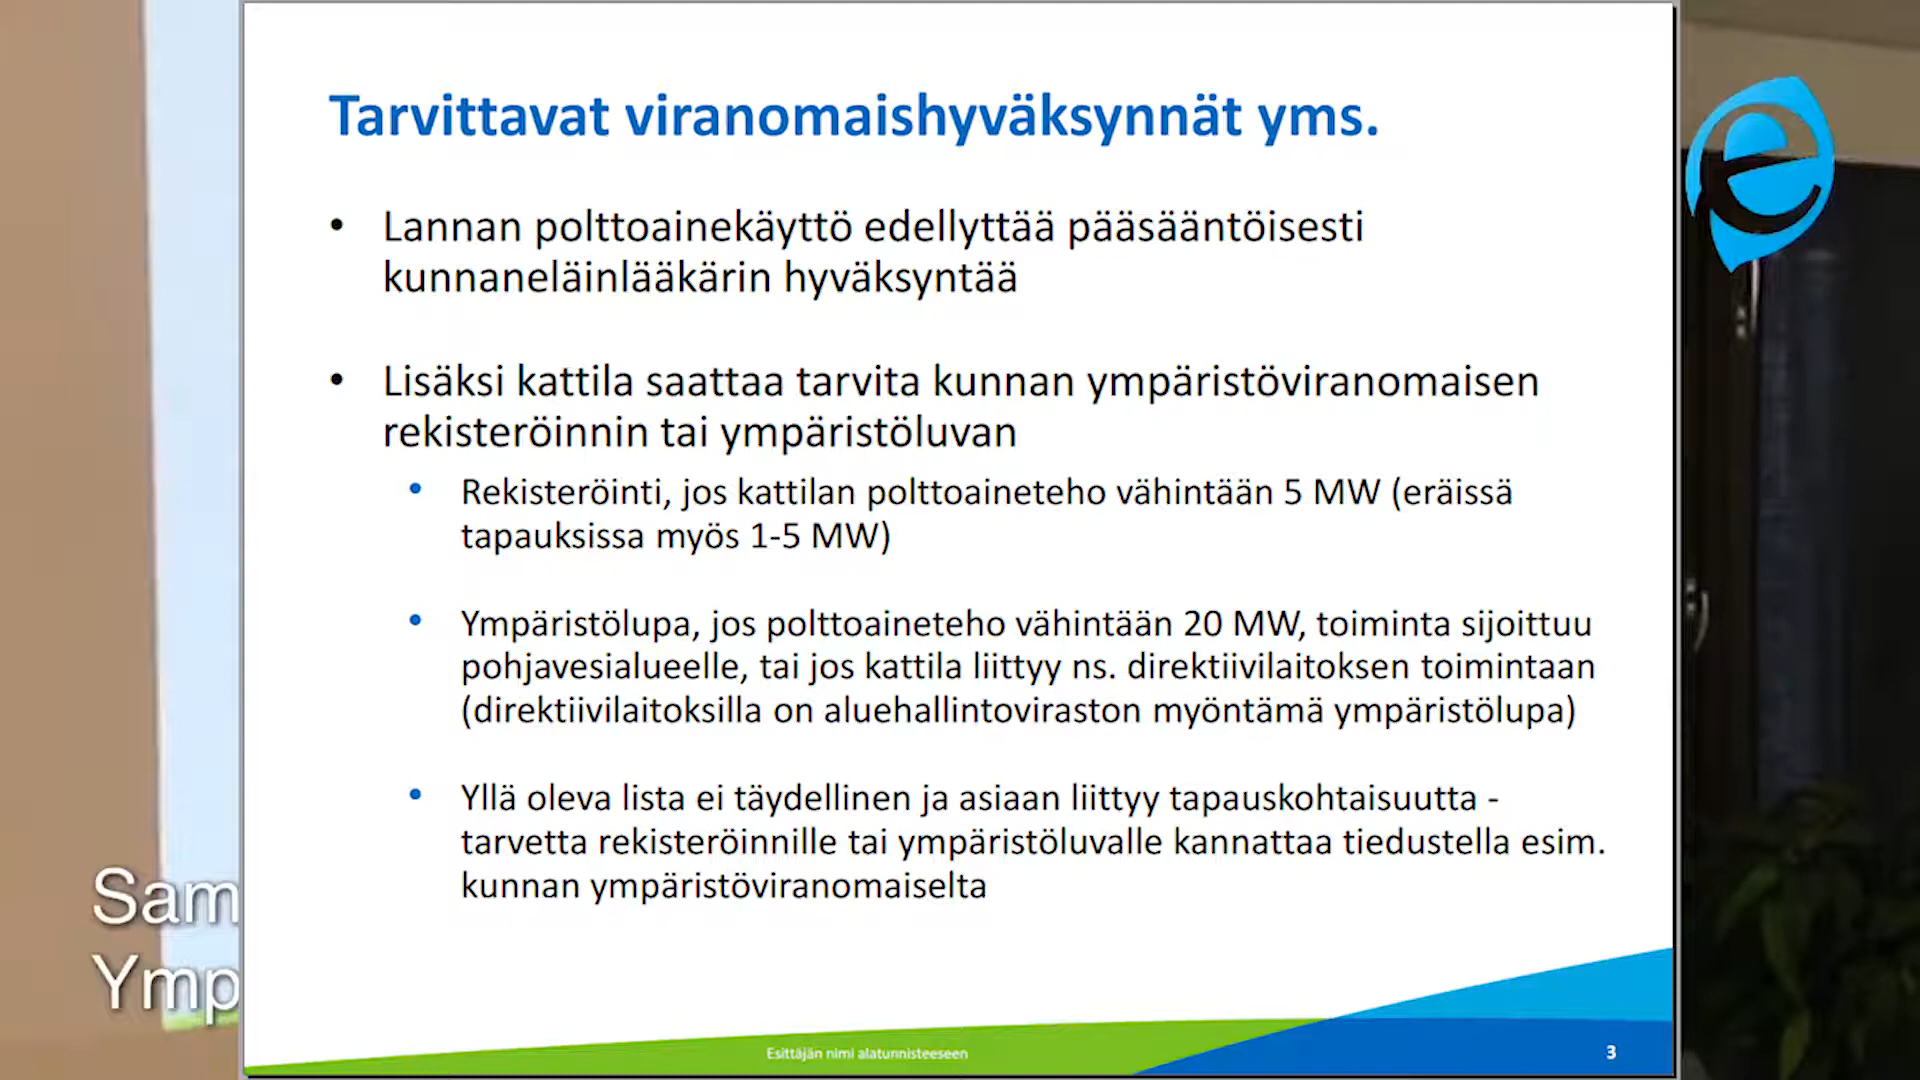 Tarvittavat viranomaishyväksynnät yms.
• Lannan polttoainekäyttö edellyttää pääsääntöisesti
kunnaneläinlääkärin hyväksyntää
• Lisäksi kattila saattaa tarvita kunnan ympäristöviranomaisen
rekisteröinnin tai ympäristöluvan
• Rekisteröinti, jos kattilan polttoaineteho vähintään 5 MW (eräissä
tapauksissa myös 1-5 MW)
• Ympäristölupa, jos polttoaineteho vähintään 20 MW, toiminta sijoittuu
pohjavesialueelle, tai jos kattila liittyy ns. direktiivilaitoksen toimintaan
(direktiivilaitoksilla on aluehallintoviraston myöntämä ympäristölupa)
• Yllä oleva lista ei täydellinen ja asiaan liittyy tapauskohtaisuutta -
tarvetta rekisteröinnille tai ympäristöluvalle kannattaa tiedustella esim.
kunnan ympäristöviranomaiselta
Sam
Ymp
Esittäjän nimi alatunnisteeseen
3